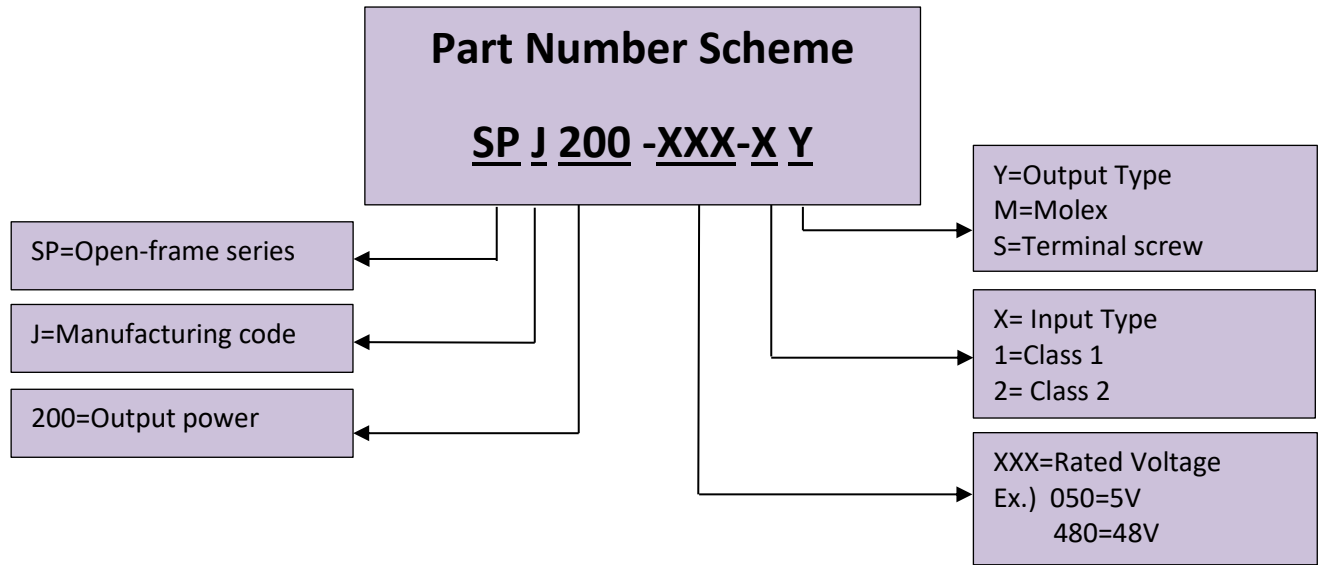 Part Number Scheme
SP J 200 -XXX-X Y
SP=Open-frame series
J=Manufacturing code
200=Output power
Y=Output Type
M=Molex
S=Terminal screw
X= Input Type
1=Class 1
2= Class 2
XXX=Rated Voltage
Ex.) 050=5V
480=48V